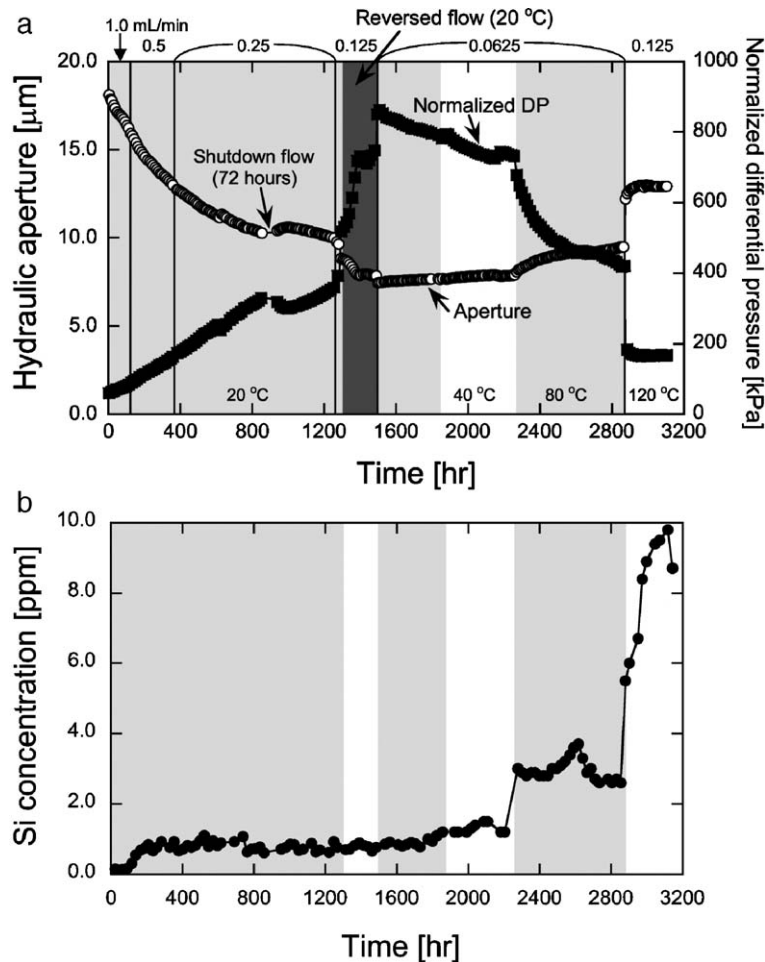 a
Reversed flow (20 °C)
1.0 mL/min
0.5 0.25 0.125 0.0625 0.125
20.0 1000
15.0 800
10.0 600
5.0 400
0.0 200
0
Hydraulic aperture [μm]
Normalized differential pressure [kPa]
Normalized DP
Shutdown flow
(72 hours)
Aperture
20 °C 40 °C 80 °C 120 °C
0 400 800 1200 1600 2000 2400 2800 3200
Time [hr]
b
10.0
8.0
6.0
4.0
2.0
0.0
Si concentration [ppm]
0 400 800 1200 1600 2000 2400 2800 3200
Time [hr]